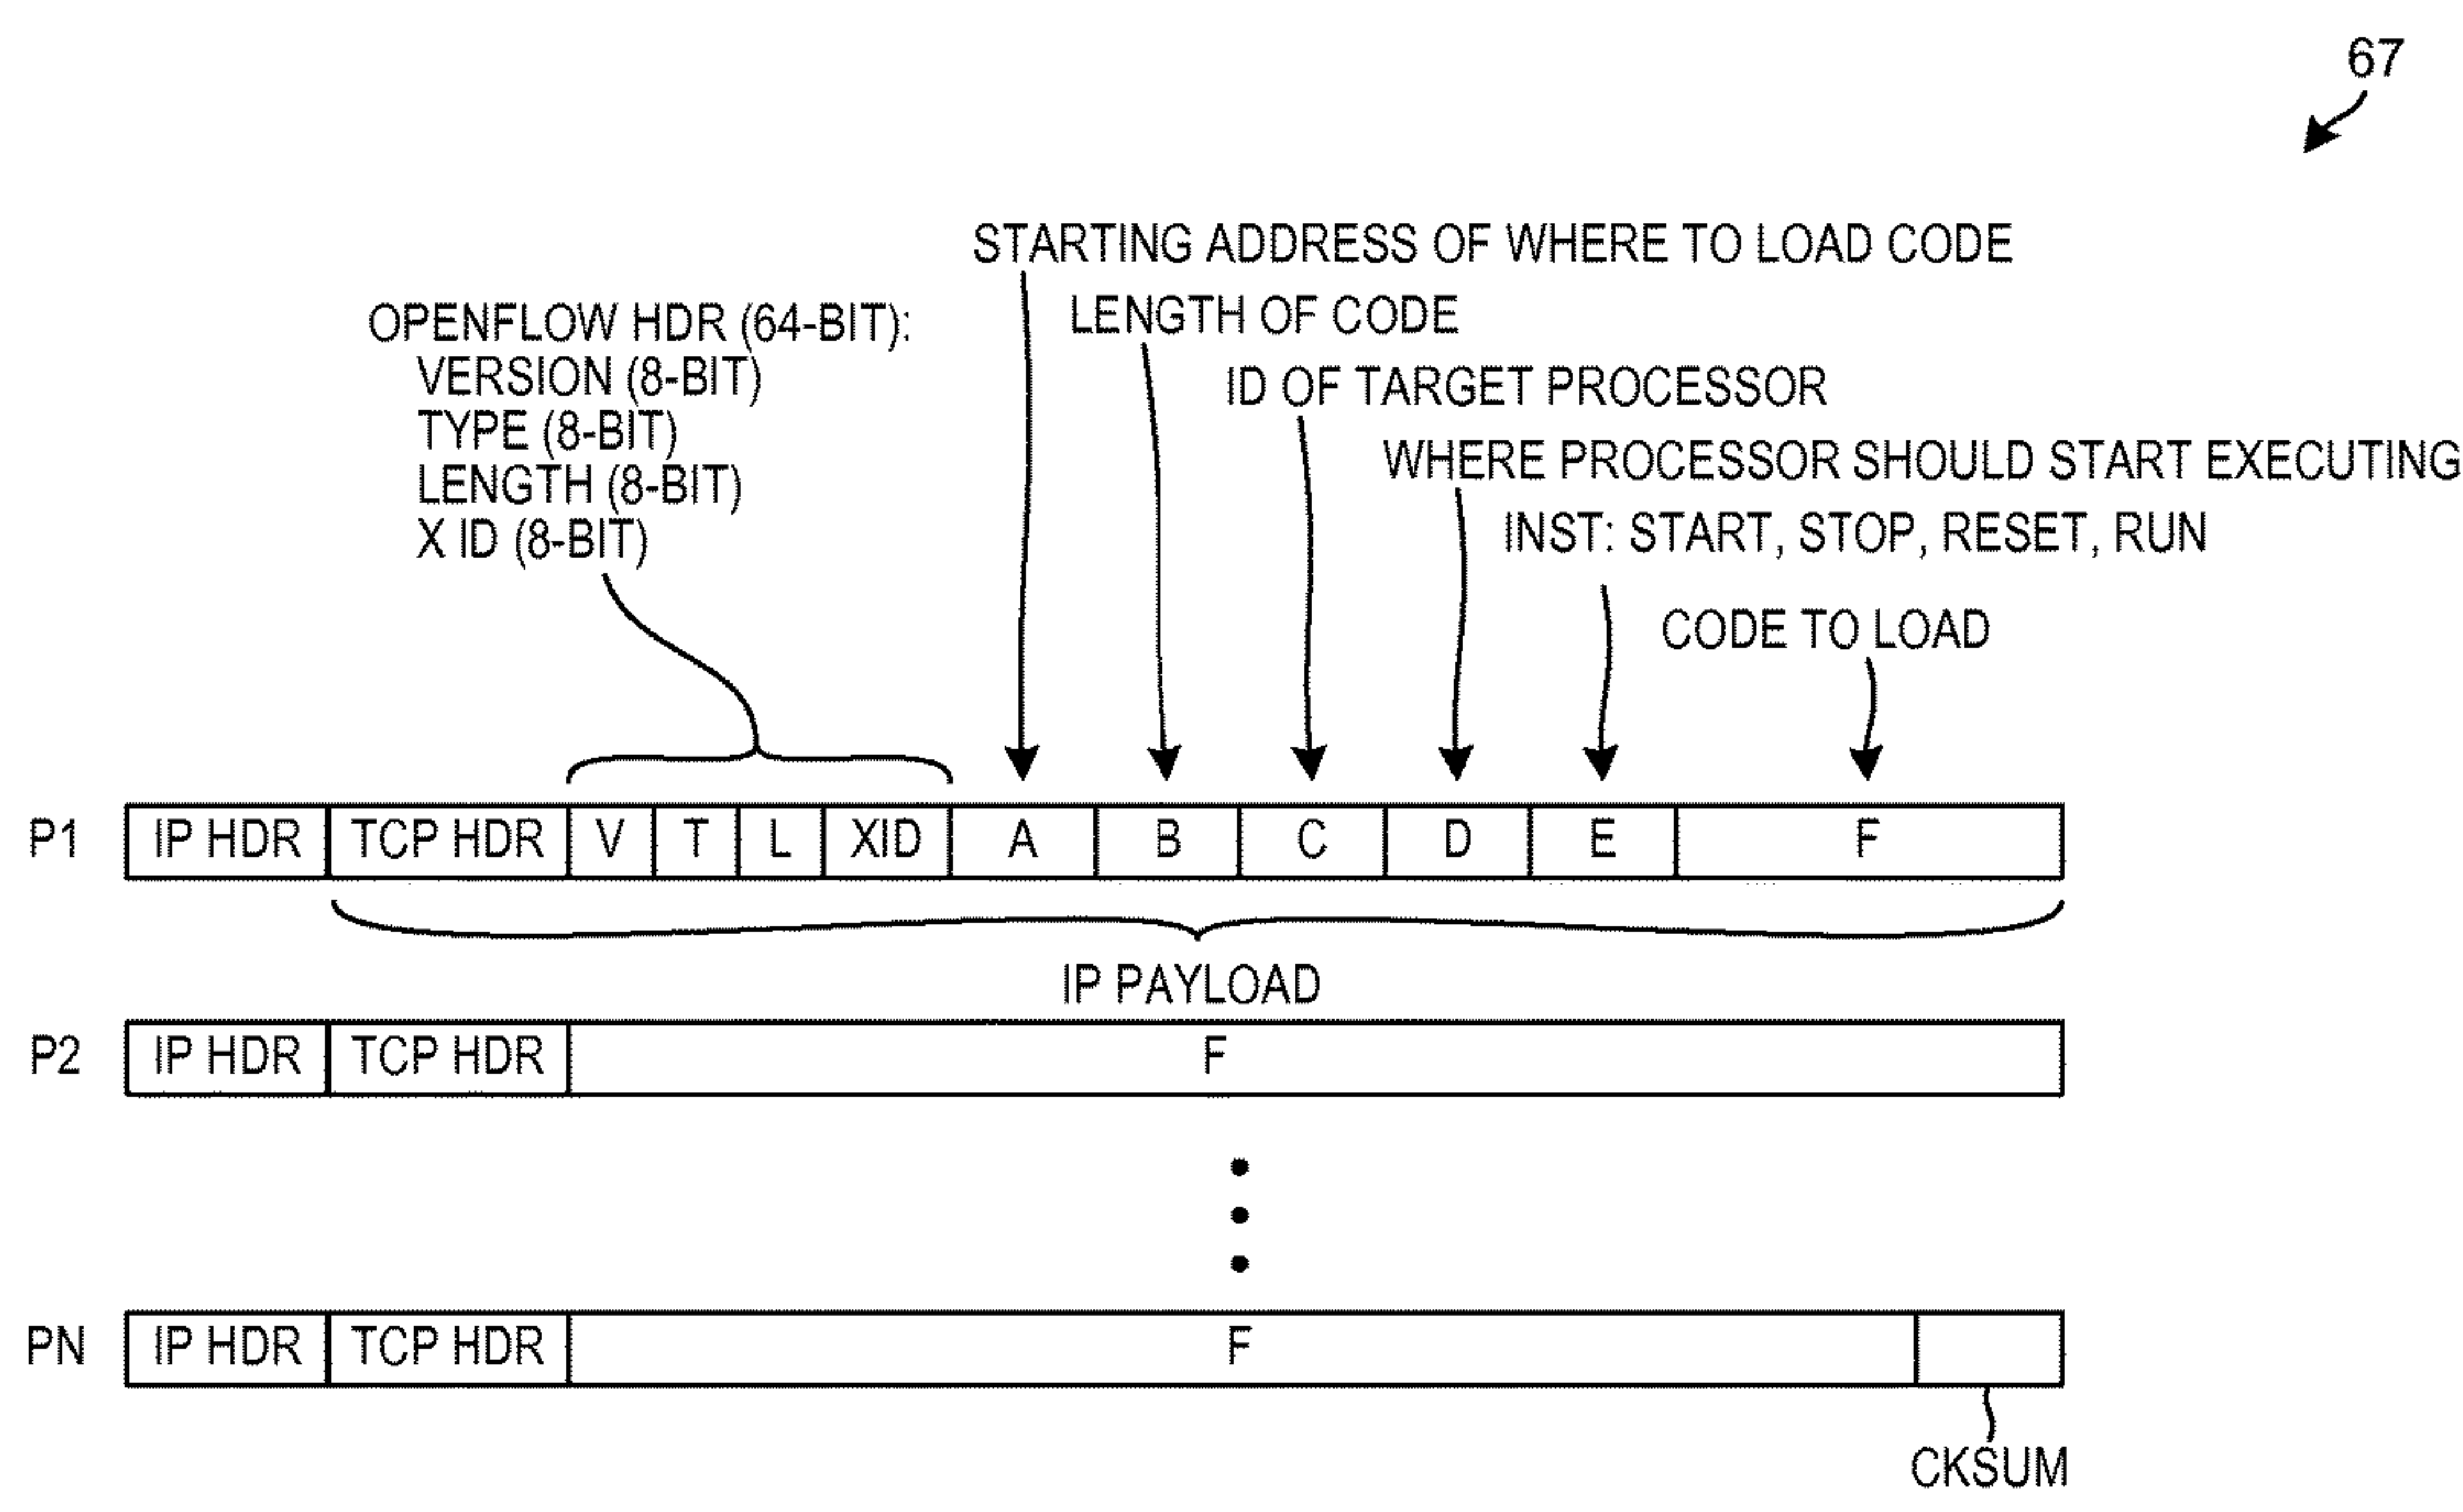 67
STARTING ADDRESS OF WHERE TO LOAD CODE
OPENFLOW HDR (64-BIT):
VERSION (8-BIT)
TYPE (8-BIT)
LENGTH (8-BIT)
X ID (8-BIT)
LENGTH OF CODE
ID OF TARGET PROCESSOR
WHERE PROCESSOR SHOULD START EXECUTING
INST: START, STOP, RESET, RUN
CODE TO LOAD
P1 IP HDR TCP HDR V T L XID A B C D E F
IP PAYLOAD
P2 IP HDR TCP HDR F
PN IP HDR TCP HDR F
CKSUM